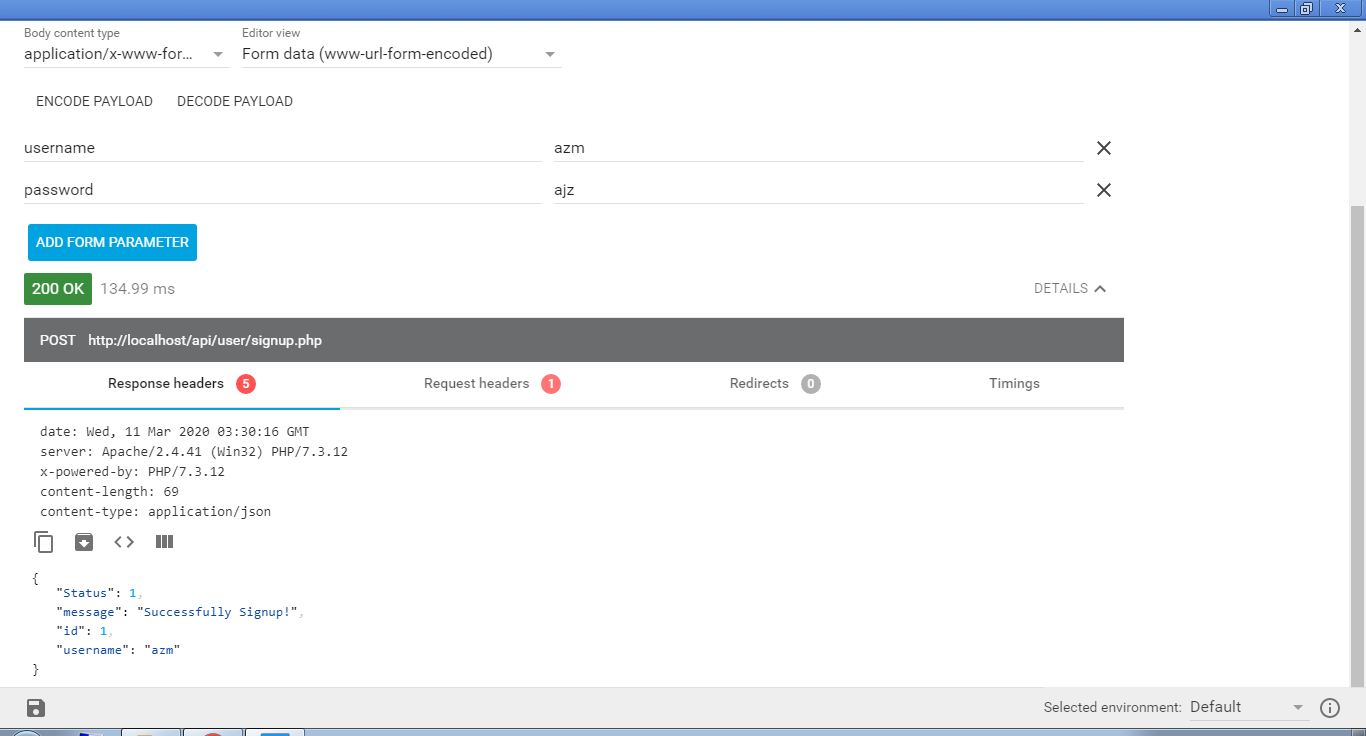 Body content type Editor view
application/x-www-for... Form data (www-url-form-encoded)
ENCODE PAYLOAD DECODE PAYLOAD
username azm
password ajz
ADD FORM PARAMETER
200 OK 134.99 ms DETAILS
POST http://localhost/api/user/signup.php
Response headers 5 Request headers 1 Redirects 0 Timings
date: Wed, 11 Mar 2020 03:30:16 GMT
server: Apache/2.4.41 (Win32) PHP/7.3.12
x-powered-by: PHP/7.3.12
content-length: 69
content-type: application/json
{
"Status": 1,
"message": "Successfully Signup!",
"id": 1,
"username": "azm"
}
Selected environment: Default